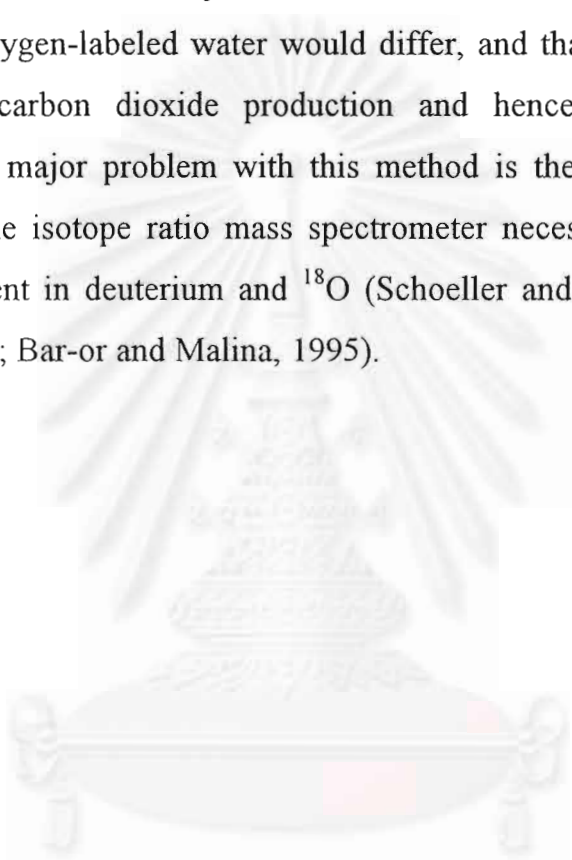 ygen-labeled water would differ, and tha
carbon dioxide production and hence
major problem with this method is the
e isotope ratio mass spectrometer neces
ent in deuterium and ¹⁸O (Schoeller and
; Bar-or and Malina, 1995).